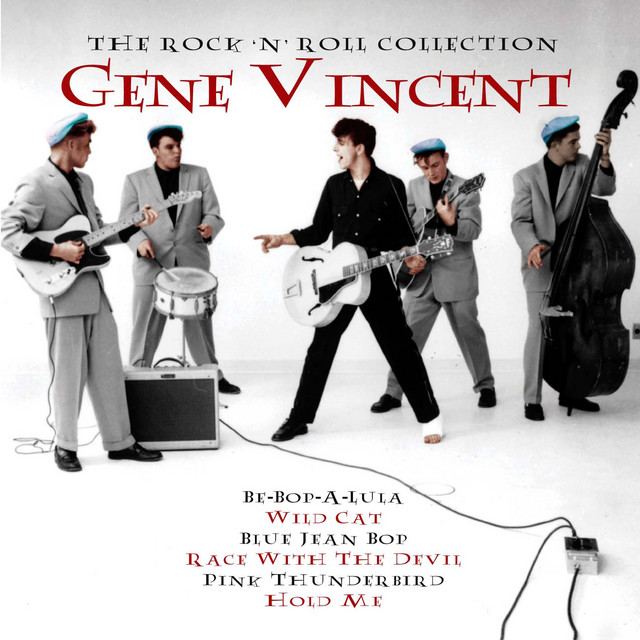 THE ROCK ‘N’ ROLL COLLECTION
GENE VINCENT
BE-BOP-A-LULA
WILD CAT
BLUE JEAN BOP
RACE WITH THE DEVIL
PINK THUNDERBIRD
HOLD ME